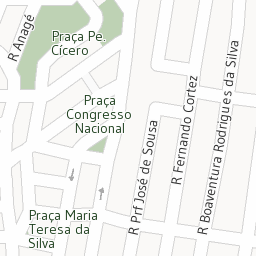 R Anagé
Praça Pe.
Cícero
Praça
Congresso
Nacional
Praça Maria
Teresa da
Silva
R Prf José de Sousa
R Fernando Cortez
R Boaventura Rodrigues da Silva